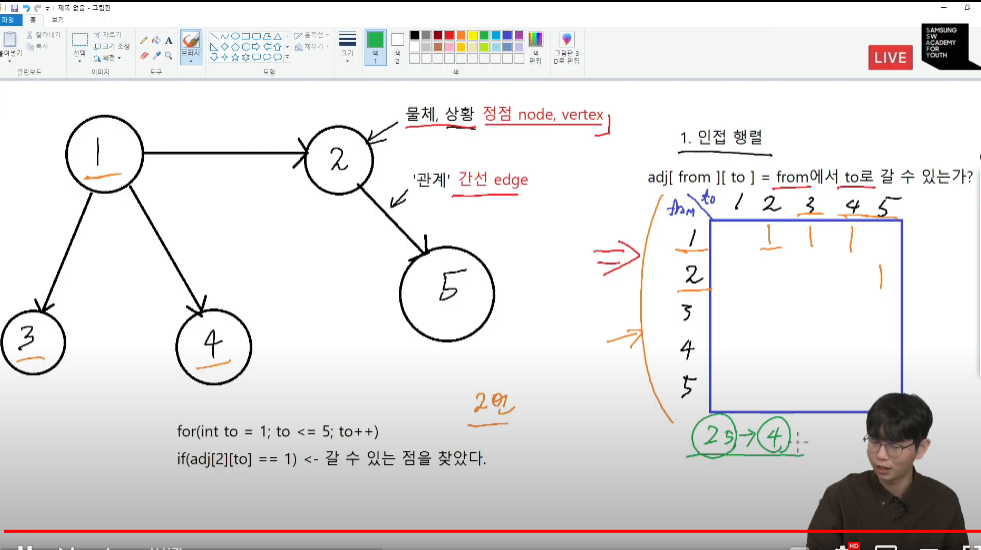 제목 없음 - 그림판
파일 홈 보기
잘라내기
복사
붙여넣기
클립보드
선택
자르기
크기 조정
회전
이미지
A
도구
브러시
윤곽선
채우기
도형
크기
색 1
색 2
색
색 편집
그림판 3D로 편집
LIVE
SAMSUNG
SW
ACADEMY
FOR
YOUTH
물체, 상황 정점 node, vertex
'관계' 간선 edge
1
2
3
4
5
1. 인접 행렬
adj[ from ][ to ] = from에서 to로 갈 수 있는가?
from to 1 2 3 4 5
1 1 1 1
2 1
3
4
5
2번
25 → 4
for(int to = 1; to <= 5; to++)
if(adj[2][to] == 1) <- 갈 수 있는 점을 찾았다.
HD